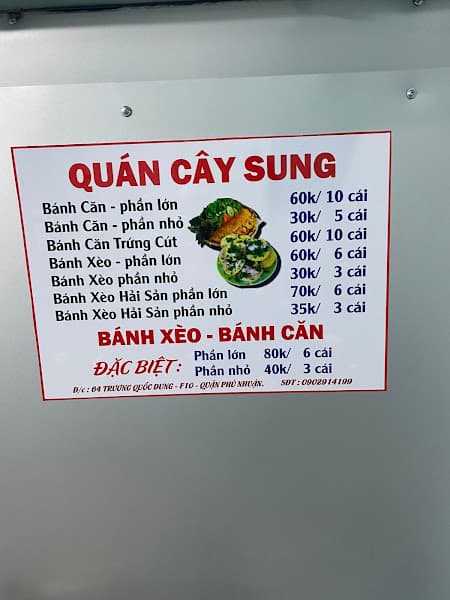 QUÁN CÂY SUNG
Bánh Căn - phần lớn 60k/ 10 cái
Bánh Căn - phần nhỏ 30k/ 5 cái
Bánh Căn Trứng Cút 60k/ 10 cái
Bánh Xèo - phần lớn 60k/ 6 cái
Bánh Xèo phần nhỏ 30k/ 3 cái
Bánh Xèo Hải Sản phần lớn 70k/ 6 cái
Bánh Xèo Hải Sản phần nhỏ 35k/ 3 cái
BÁNH XÈO - BÁNH CĂN
ĐẶC BIỆT : Phần lớn 80k/ 6 cái
Phần nhỏ 40k/ 3 cái
Đ/c : 64 TRƯƠNG QUỐC DUNG - F10 - QUẬN PHÚ NHUẬN. SĐT : 0902914199